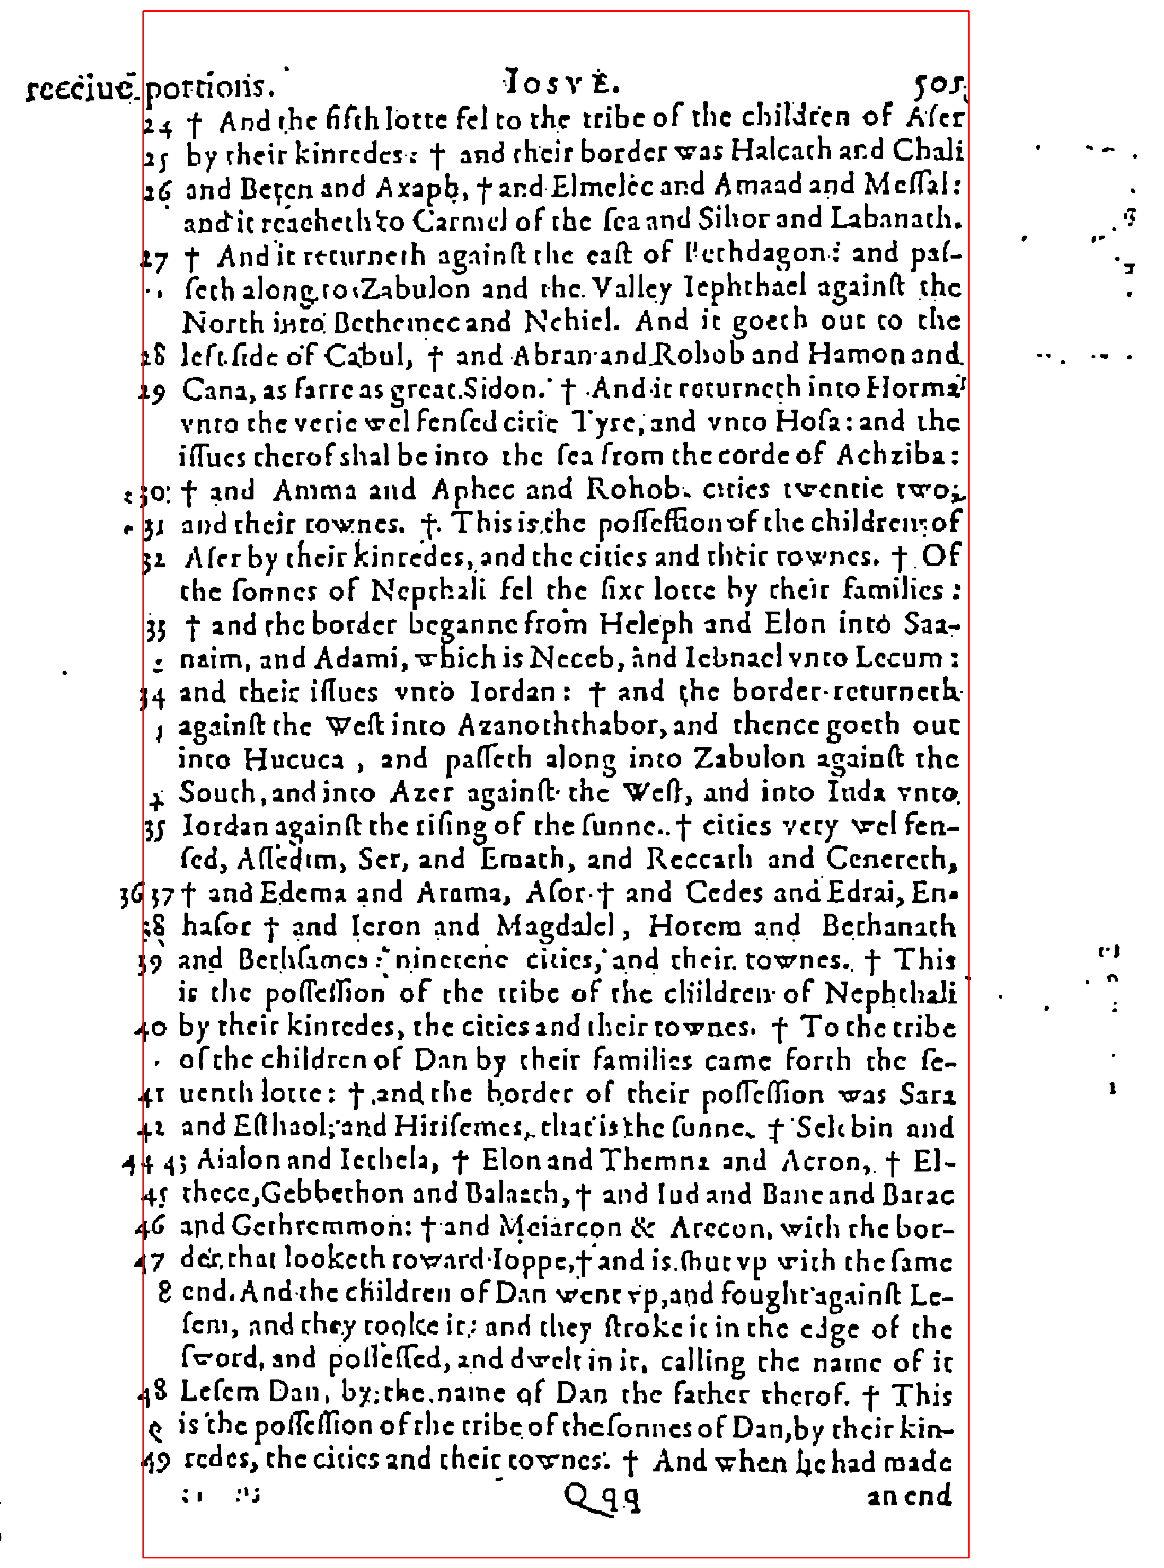 receiuē portions. Iosvе. 505
24 † And the fifth lotte fel to the tribe of the children of Aſer
25 by their kinredes: † and their border was Halcath and Chali
26 and Beten and Axaph, † and Elmelec and Amaad and Meſſal:
and it reacheth to Carmel of the ſea and Sihor and Labanath.
27 † And it returneth againſt the eaſt of Bethdagon: and paſ-
ſeth along to Zabulon and the Valley Iephthael againſt the
North into Bethemec and Nehiel. And it goeth out to the
28 left ſide of Cabul, † and Abran and Rohob and Hamon and
29 Cana, as farre as great Sidon. † And it returneth into Horma
vnto the verie wel fenſed citie Tyre, and vnto Hoſa: and the
iſſues therof shal be into the ſea from the corde of Achziba:
30 † and Amma and Aphec and Rohob. cities twentie two,
31 and their townes. † This is the poſſeſſion of the children of
32 Aſer by their kinredes, and the cities and their townes. † Of
the ſonnes of Nepthali fel the ſixt lotte by their families:
33 † and the border beganne from Heleph and Elon into Saa-
naim, and Adami, which is Neceb, and Iebnael vnto Lecum:
34 and their iſſues vnto Iordan: † and the border returneth
againſt the Weſt into Azanoththabor, and thence goeth out
into Hucuca, and paſſeth along into Zabulon againſt the
South, and into Azer againſt the Weſt, and into Iuda vnto
35 Iordan againſt the riſing of the ſunne. † cities very wel fen-
ſed, Aſſedim, Ser, and Emath, and Reccath and Cenereth,
36 37 † and Edema and Arama, Aſor † and Cedes and Edrai, En-
38 haſor † and Ieron and Magdalel, Horem and Bethanath
39 and Bethſames: ninetene cities, and their townes. † This
is the poſſeſſion of the tribe of the children of Nephthali
40 by their kinredes, the cities and their townes. † To the tribe
of the children of Dan by their families came forth the ſe-
41 uenth lotte: † and the border of their poſſeſſion was Sara
42 and Eſthaol, and Hirſemes, that is the ſunne. † Selebin and
44 43 Aialon and Iethela, † Elon and Themna and Acron, † El-
45 thece, Gebbethon and Balaath, † and Iud and Bane and Barac
46 and Gethremmon: † and Meiarcon & Arecon, with the bor-
47 der that looketh toward Ioppe, † and is ſhut vp with the ſame
8 end. And the children of Dan went vp, and fought againſt Le-
ſem, and they tooke it: and they ſtroke it in the edge of the
ſword, and poſſeſſed, and dwelt in it, calling the name of it
48 Leſem Dan, by the name of Dan the father therof. † This
is the poſſeſſion of the tribe of the ſonnes of Dan, by their kin-
49 redes, the cities and their townes. † And when he had made
Qqq an end